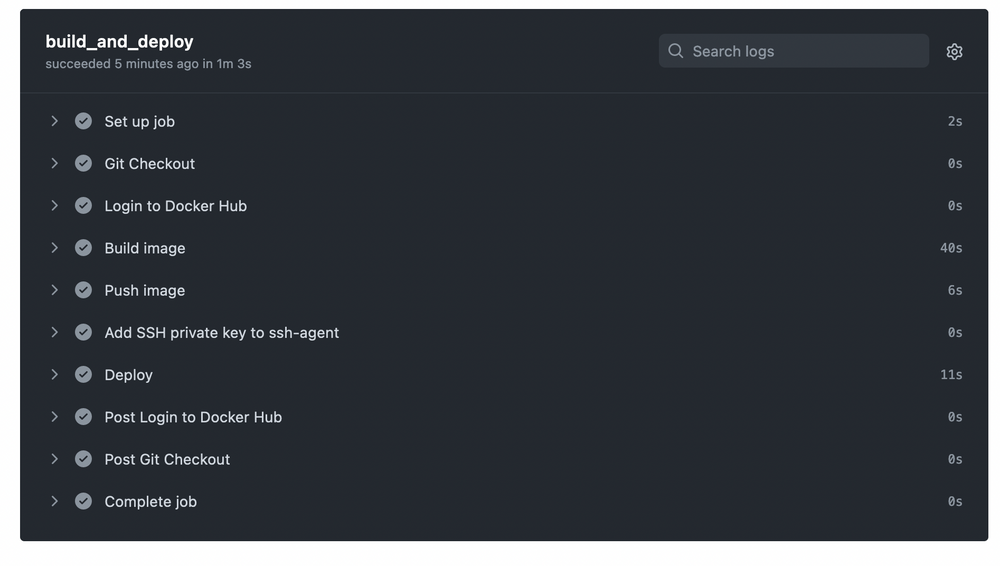 build_and_deploy
succeeded 5 minutes ago in 1m 3s
Search logs
Set up job 2s
Git Checkout 0s
Login to Docker Hub 0s
Build image 40s
Push image 6s
Add SSH private key to ssh-agent 0s
Deploy 11s
Post Login to Docker Hub 0s
Post Git Checkout 0s
Complete job 0s